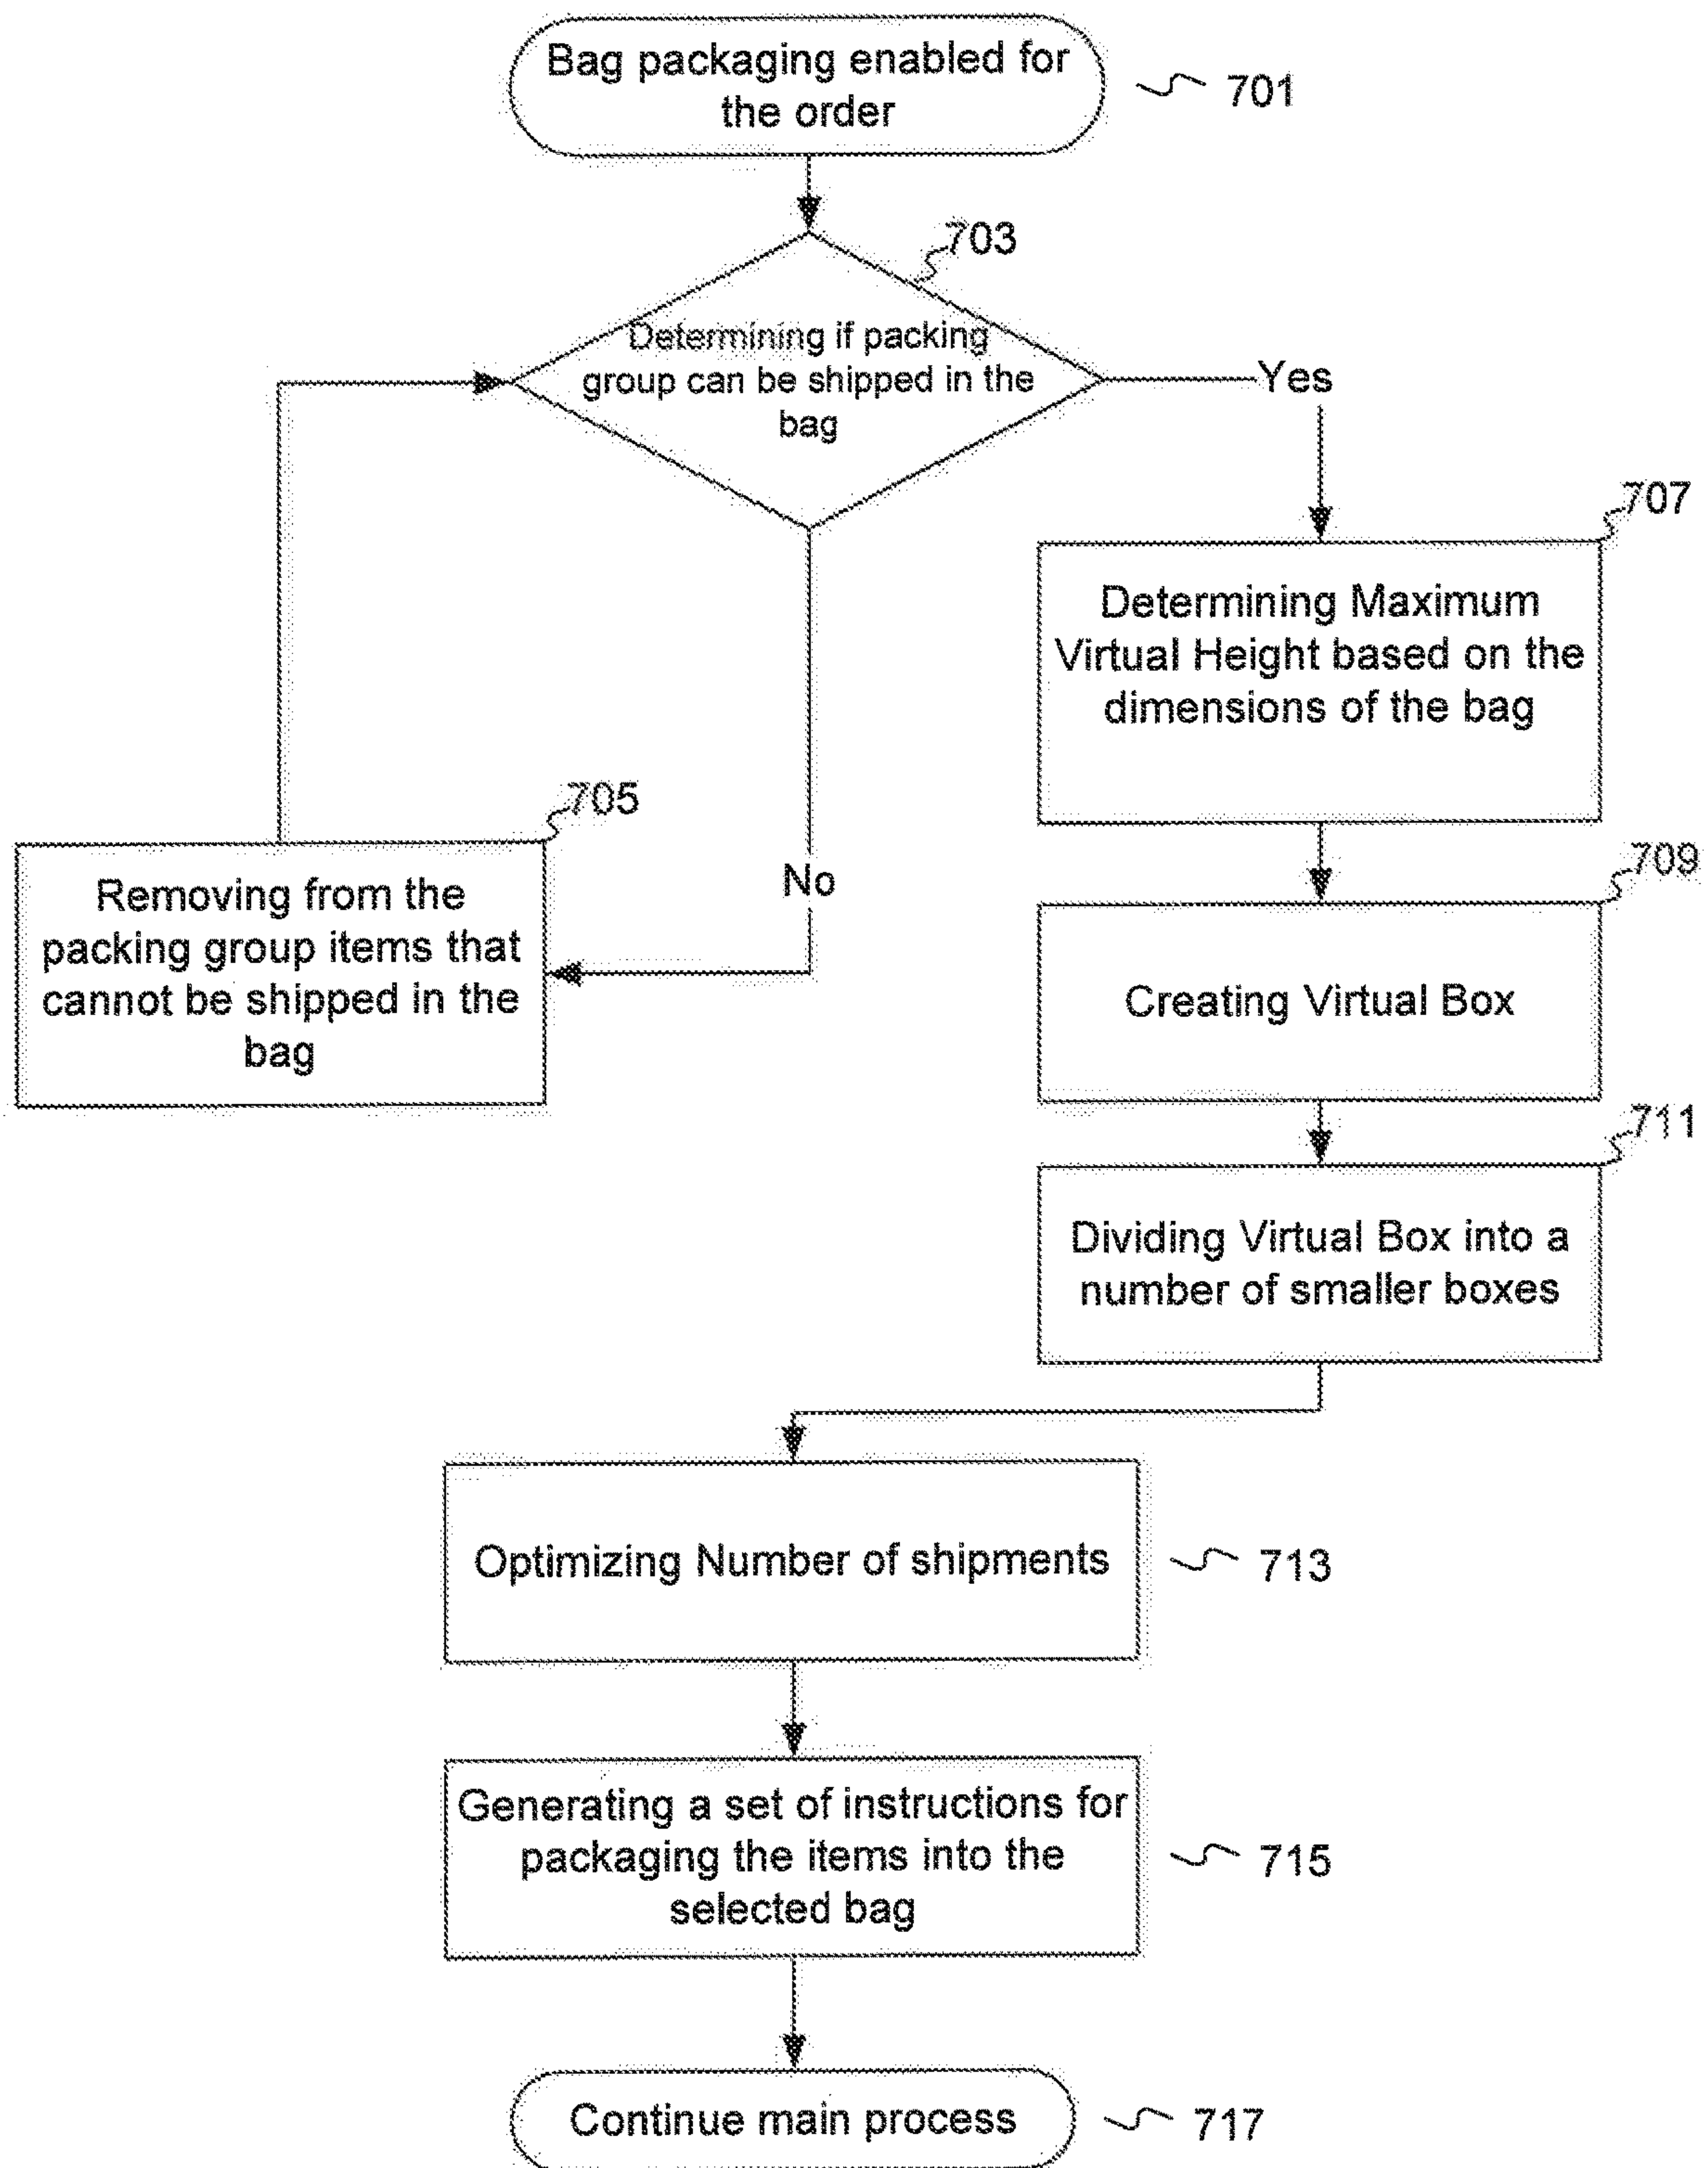 Bag packaging enabled for
the order
701
703
Determining if packing
group can be shipped in the
bag
Yes
707
Determining Maximum
Virtual Height based on the
dimensions of the bag
705
Removing from the
packing group items that
cannot be shipped in the
bag
No
709
Creating Virtual Box
711
Dividing Virtual Box into a
number of smaller boxes
Optimizing Number of shipments
713
Generating a set of instructions for
packaging the items into the
selected bag
715
Continue main process
717